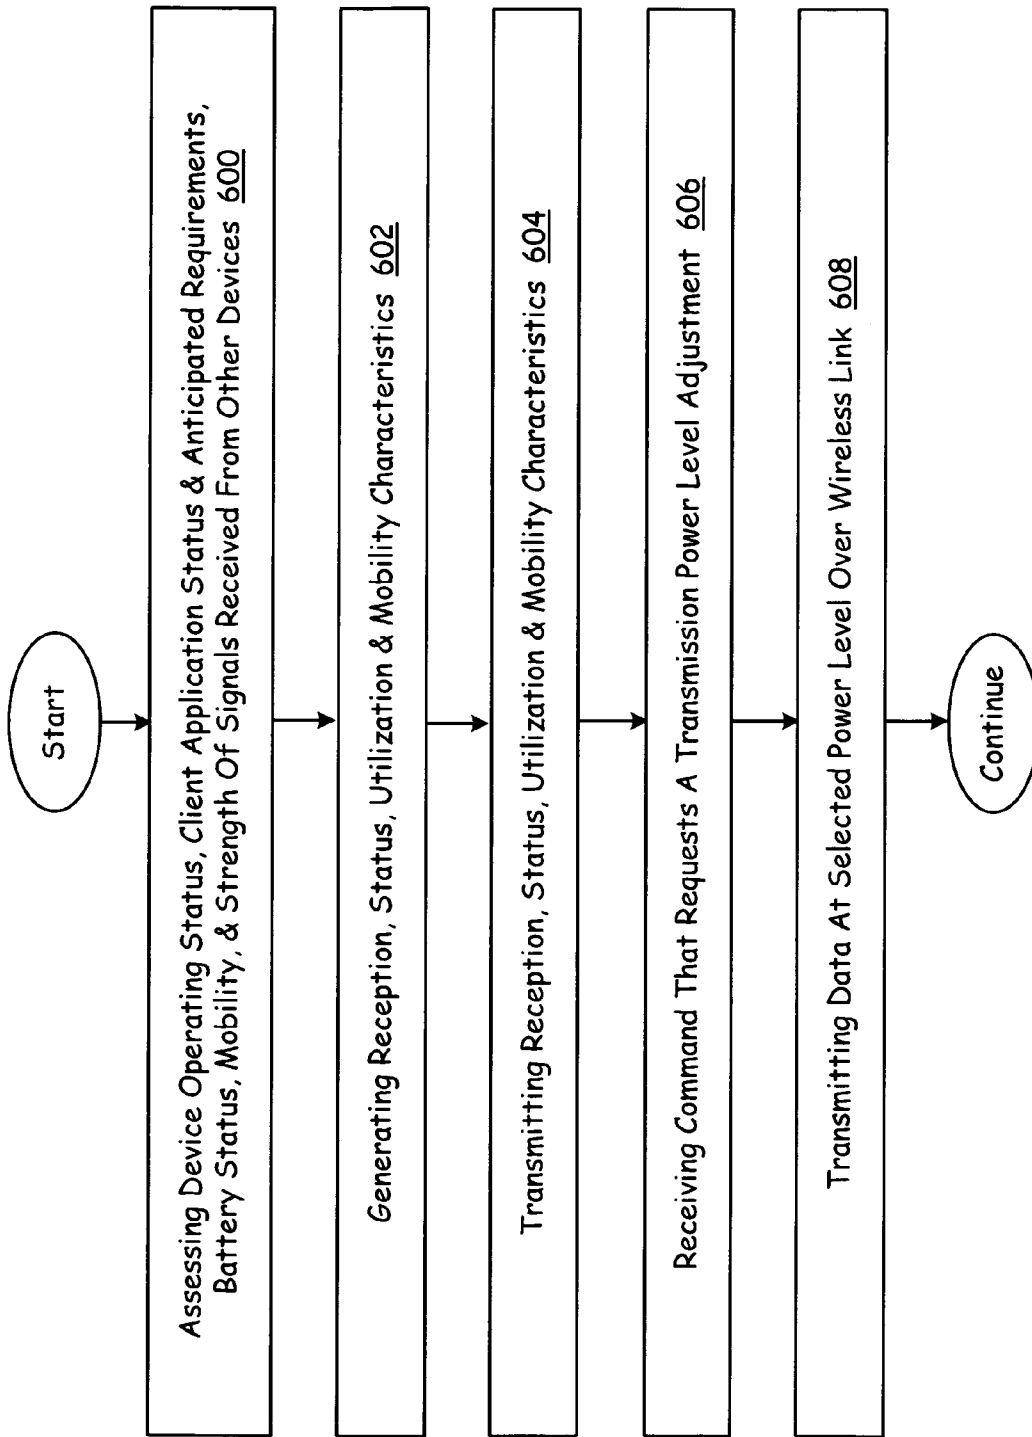 Start
Assessing Device Operating Status, Client Application Status & Anticipated Requirements,
Battery Status, Mobility, & Strength Of Signals Received From Other Devices 600
Generating Reception, Status, Utilization & Mobility Characteristics 602
Transmitting Reception, Status, Utilization & Mobility Characteristics 604
Receiving Command That Requests A Transmission Power Level Adjustment 606
Transmitting Data At Selected Power Level Over Wireless Link 608
Continue